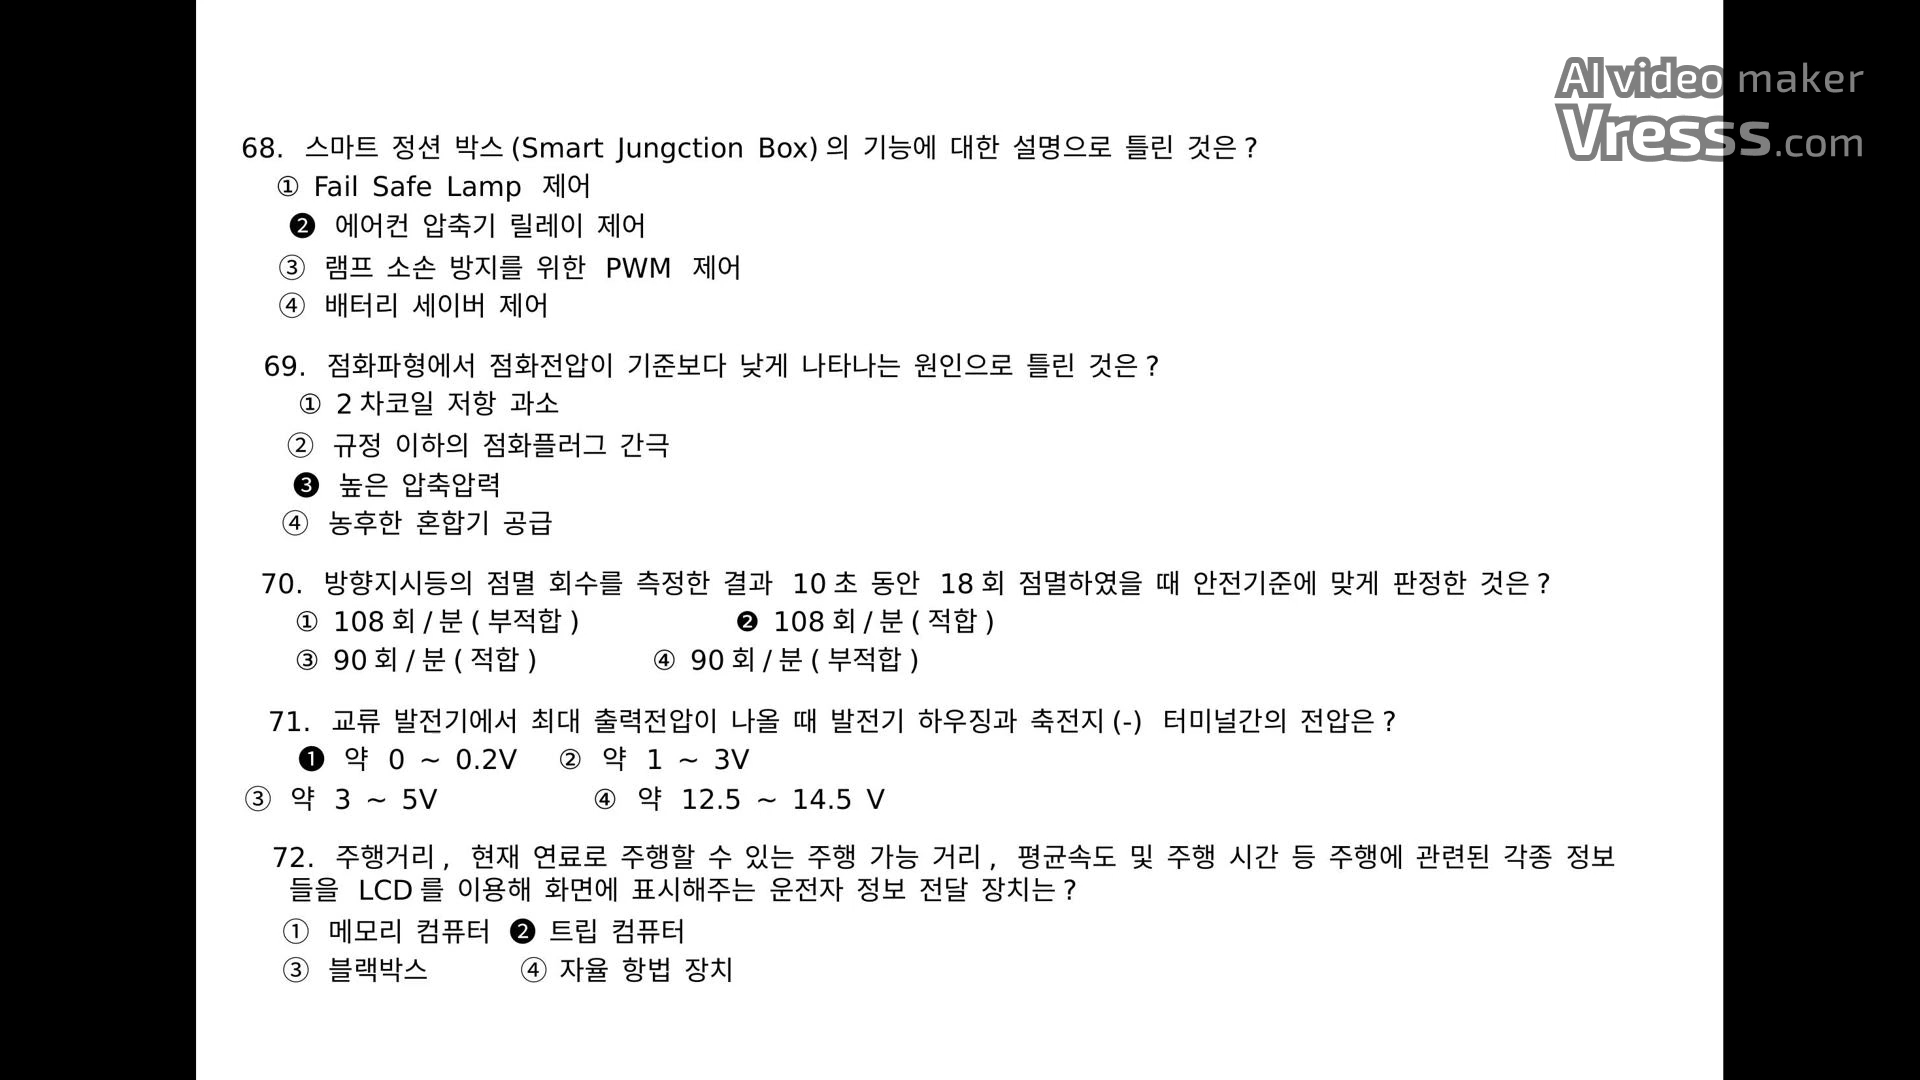 AI video maker
Vresss.com
68. 스마트 정션 박스(Smart Jungction Box)의 기능에 대한 설명으로 틀린 것은?
① Fail Safe Lamp 제어
❷ 에어컨 압축기 릴레이 제어
③ 램프 소손 방지를 위한 PWM 제어
④ 배터리 세이버 제어
69. 점화파형에서 점화전압이 기준보다 낮게 나타나는 원인으로 틀린 것은?
① 2차코일 저항 과소
② 규정 이하의 점화플러그 간극
❸ 높은 압축압력
④ 농후한 혼합기 공급
70. 방향지시등의 점멸 회수를 측정한 결과 10초 동안 18회 점멸하였을 때 안전기준에 맞게 판정한 것은?
① 108회/분(부적합) ❷ 108회/분(적합)
③ 90회/분(적합) ④ 90회/분(부적합)
71. 교류 발전기에서 최대 출력전압이 나올 때 발전기 하우징과 축전지(-) 터미널간의 전압은?
❶ 약 0 ~ 0.2V ② 약 1 ~ 3V
③ 약 3 ~ 5V ④ 약 12.5 ~ 14.5 V
72. 주행거리, 현재 연료로 주행할 수 있는 주행 가능 거리, 평균속도 및 주행 시간 등 주행에 관련된 각종 정보
들을 LCD를 이용해 화면에 표시해주는 운전자 정보 전달 장치는?
① 메모리 컴퓨터 ❷ 트립 컴퓨터
③ 블랙박스 ④ 자율 항법 장치